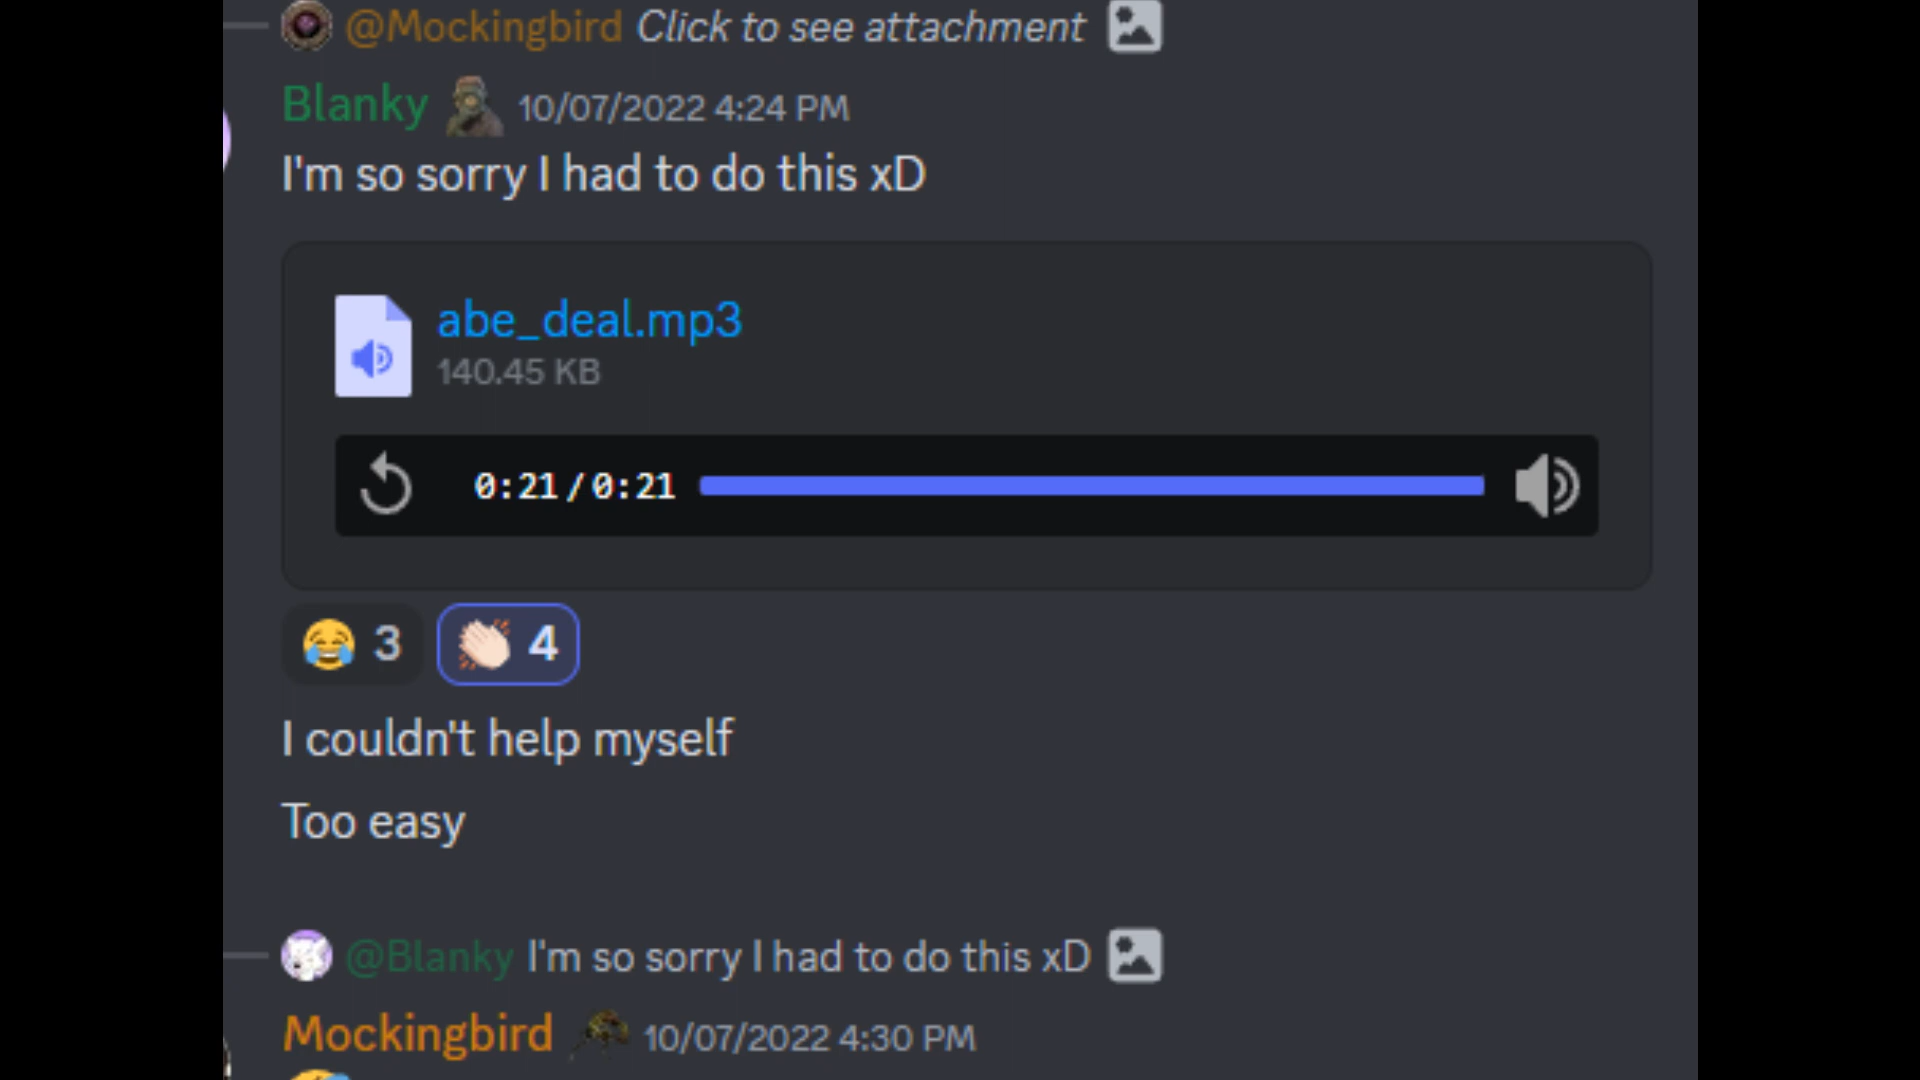 @Mockingbird Click to see attachment
Blanky 10/07/2022 4:24 PM
I'm so sorry I had to do this xD
abe_deal.mp3
140.45 KB
0:21 / 0:21
3 4
I couldn't help myself
Too easy
@Blanky I'm so sorry I had to do this xD
Mockingbird 10/07/2022 4:30 PM